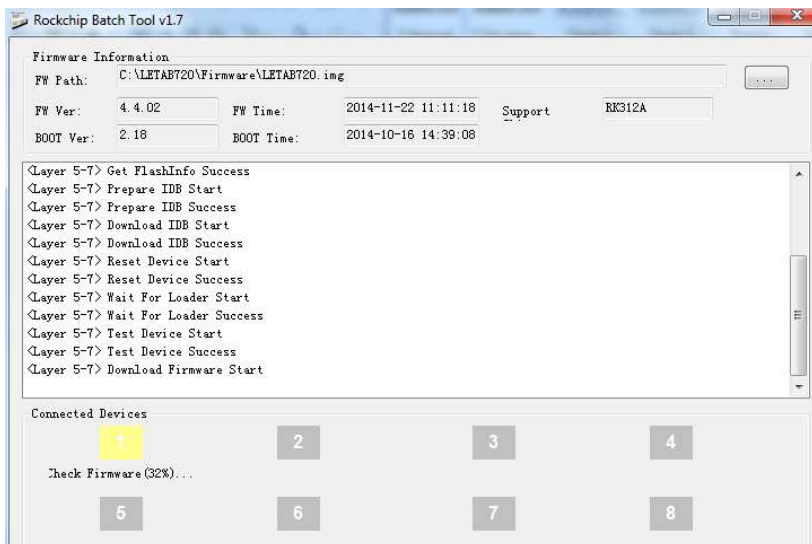 Rockchip Batch Tool v1.7
Firmware Information
FW Path: C:\LETAB720\Firmware\LETAB720.img ...
FW Ver: 4.4.02 FW Time: 2014-11-22 11:11:18 Support RK312A
BOOT Ver: 2.18 BOOT Time: 2014-10-16 14:39:08
<Layer 5-7> Get FlashInfo Success
<Layer 5-7> Prepare IDB Start
<Layer 5-7> Prepare IDB Success
<Layer 5-7> Download IDB Start
<Layer 5-7> Download IDB Success
<Layer 5-7> Reset Device Start
<Layer 5-7> Reset Device Success
<Layer 5-7> Wait For Loader Start
<Layer 5-7> Wait For Loader Success
<Layer 5-7> Test Device Start
<Layer 5-7> Test Device Success
<Layer 5-7> Download Firmware Start
Connected Devices
1 2 3 4
Check Firmware(32%)...
5 6 7 8